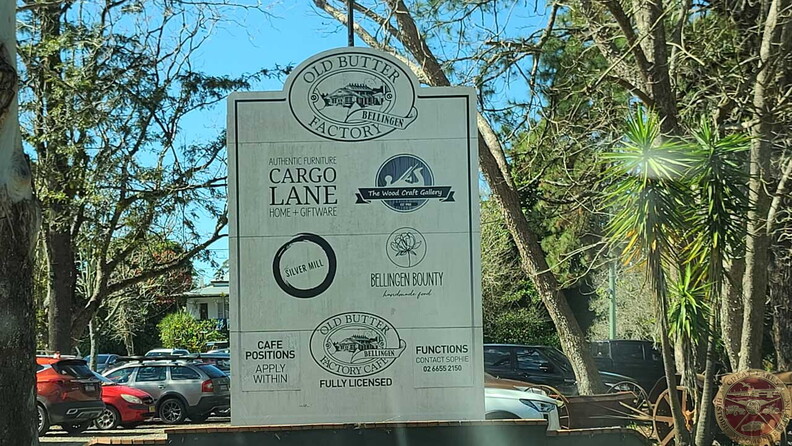 OLD BUTTER
BELLINGEN
FACTORY
AUTHENTIC FURNITURE
CARGO
LANE
HOME + GIFTWARE
The Wood Craft Gallery
SILVER MILL
BELLINGEN BOUNTY
handmade food
CAFE
POSITIONS
APPLY
WITHIN
OLD BUTTER
BELLINGEN
FACTORY CAFE
FULLY LICENSED
FUNCTIONS
CONTACT SOPHIE
02 6655 2150